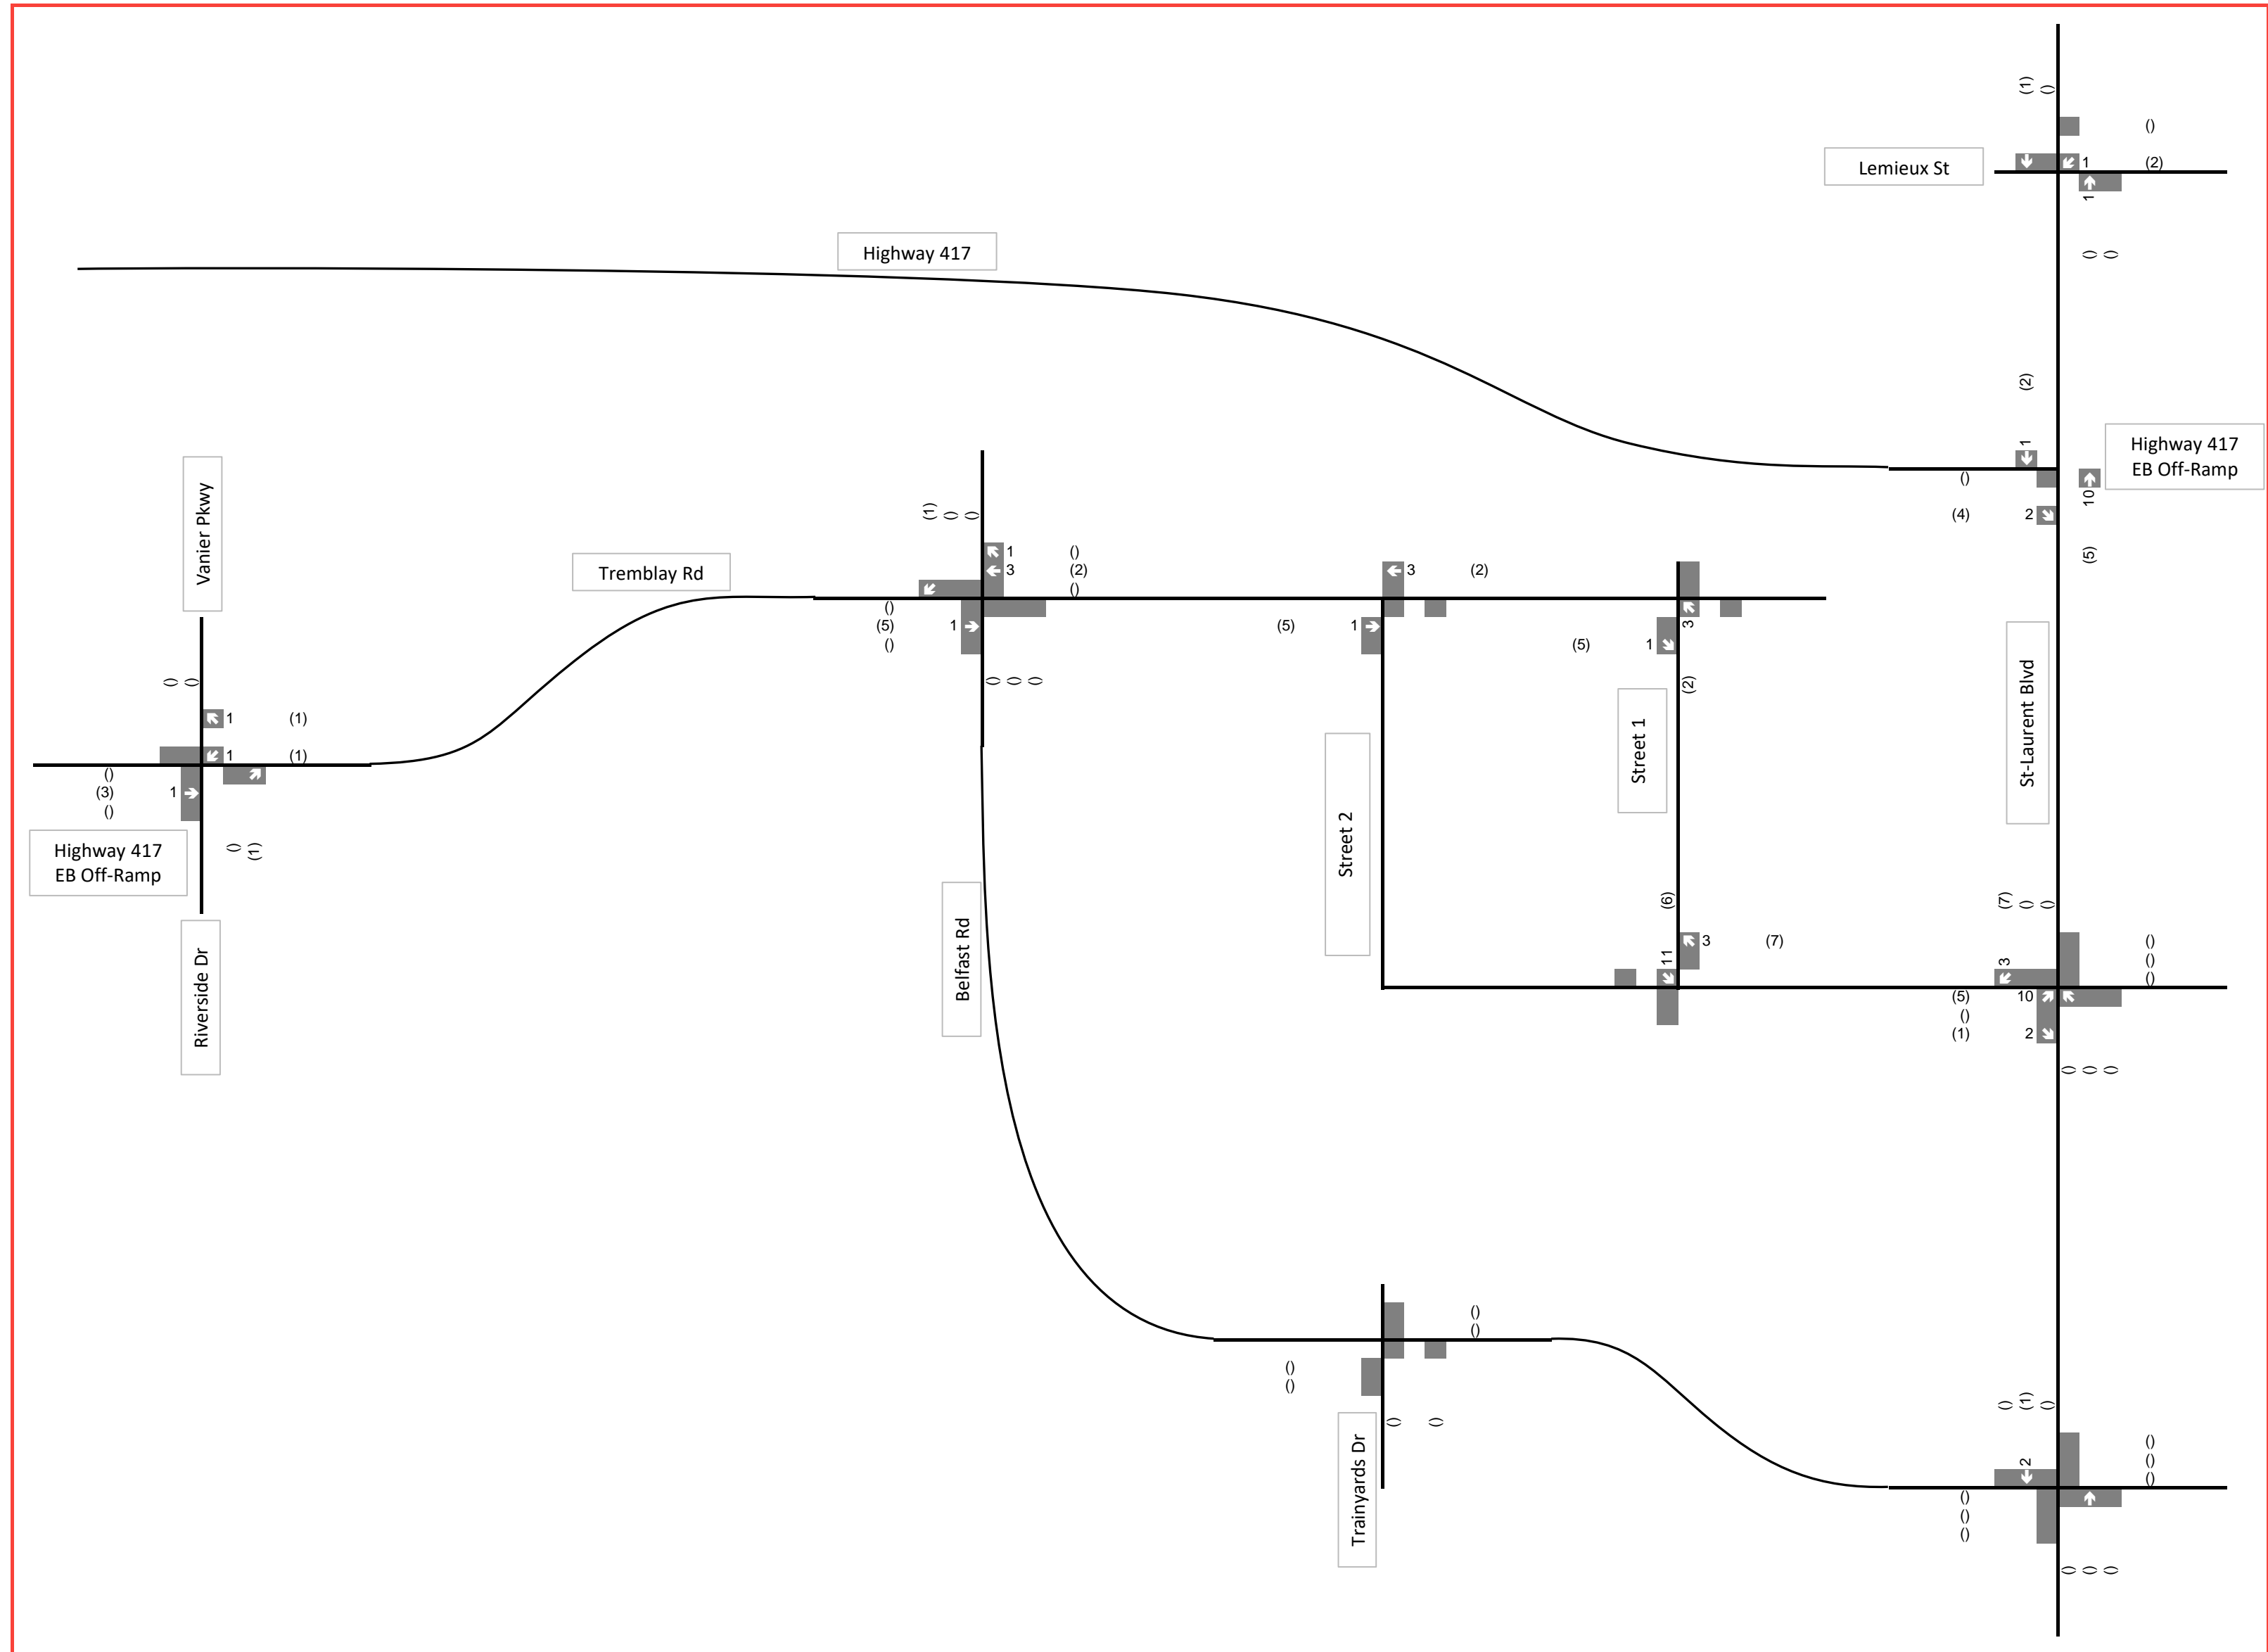 (1)
()
()
Lemieux St
1 (2)
1
Highway 417
() ()
(2)
1
Highway 417
EB Off-Ramp
()
10
(4) 2
(5)
Vanier Pkwy
(1) () ()
Tremblay Rd
1 ()
3 (2)
()
3 (2)
()
(5) 1
()
(5) 1
(5) 1
3
(2)
() ()
() () ()
1 (1)
1 (1)
()
(3) 1
()
Highway 417
EB Off-Ramp
() (1)
Riverside Dr
Belfast Rd
Street 2
Street 1
St-Laurent Blvd
(6)
11
3 (7)
(7) () ()
3
()
()
()
(5) 10
()
(1) 2
() () ()
()
()
()
()
() ()
Trainyards Dr
() (1) ()
2
()
()
()
()
()
()
() () ()